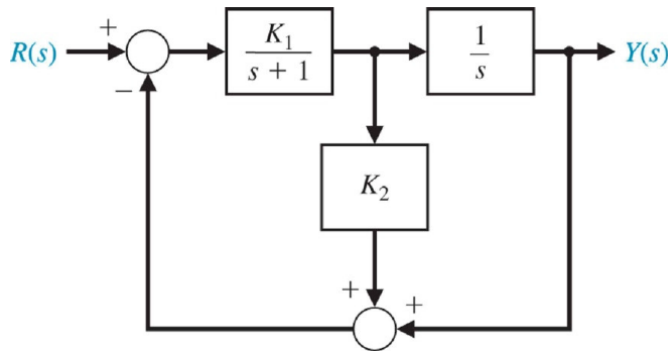 +
R(s)
K₁
s + 1
1
s
Y(s)
−
K₂
+
+